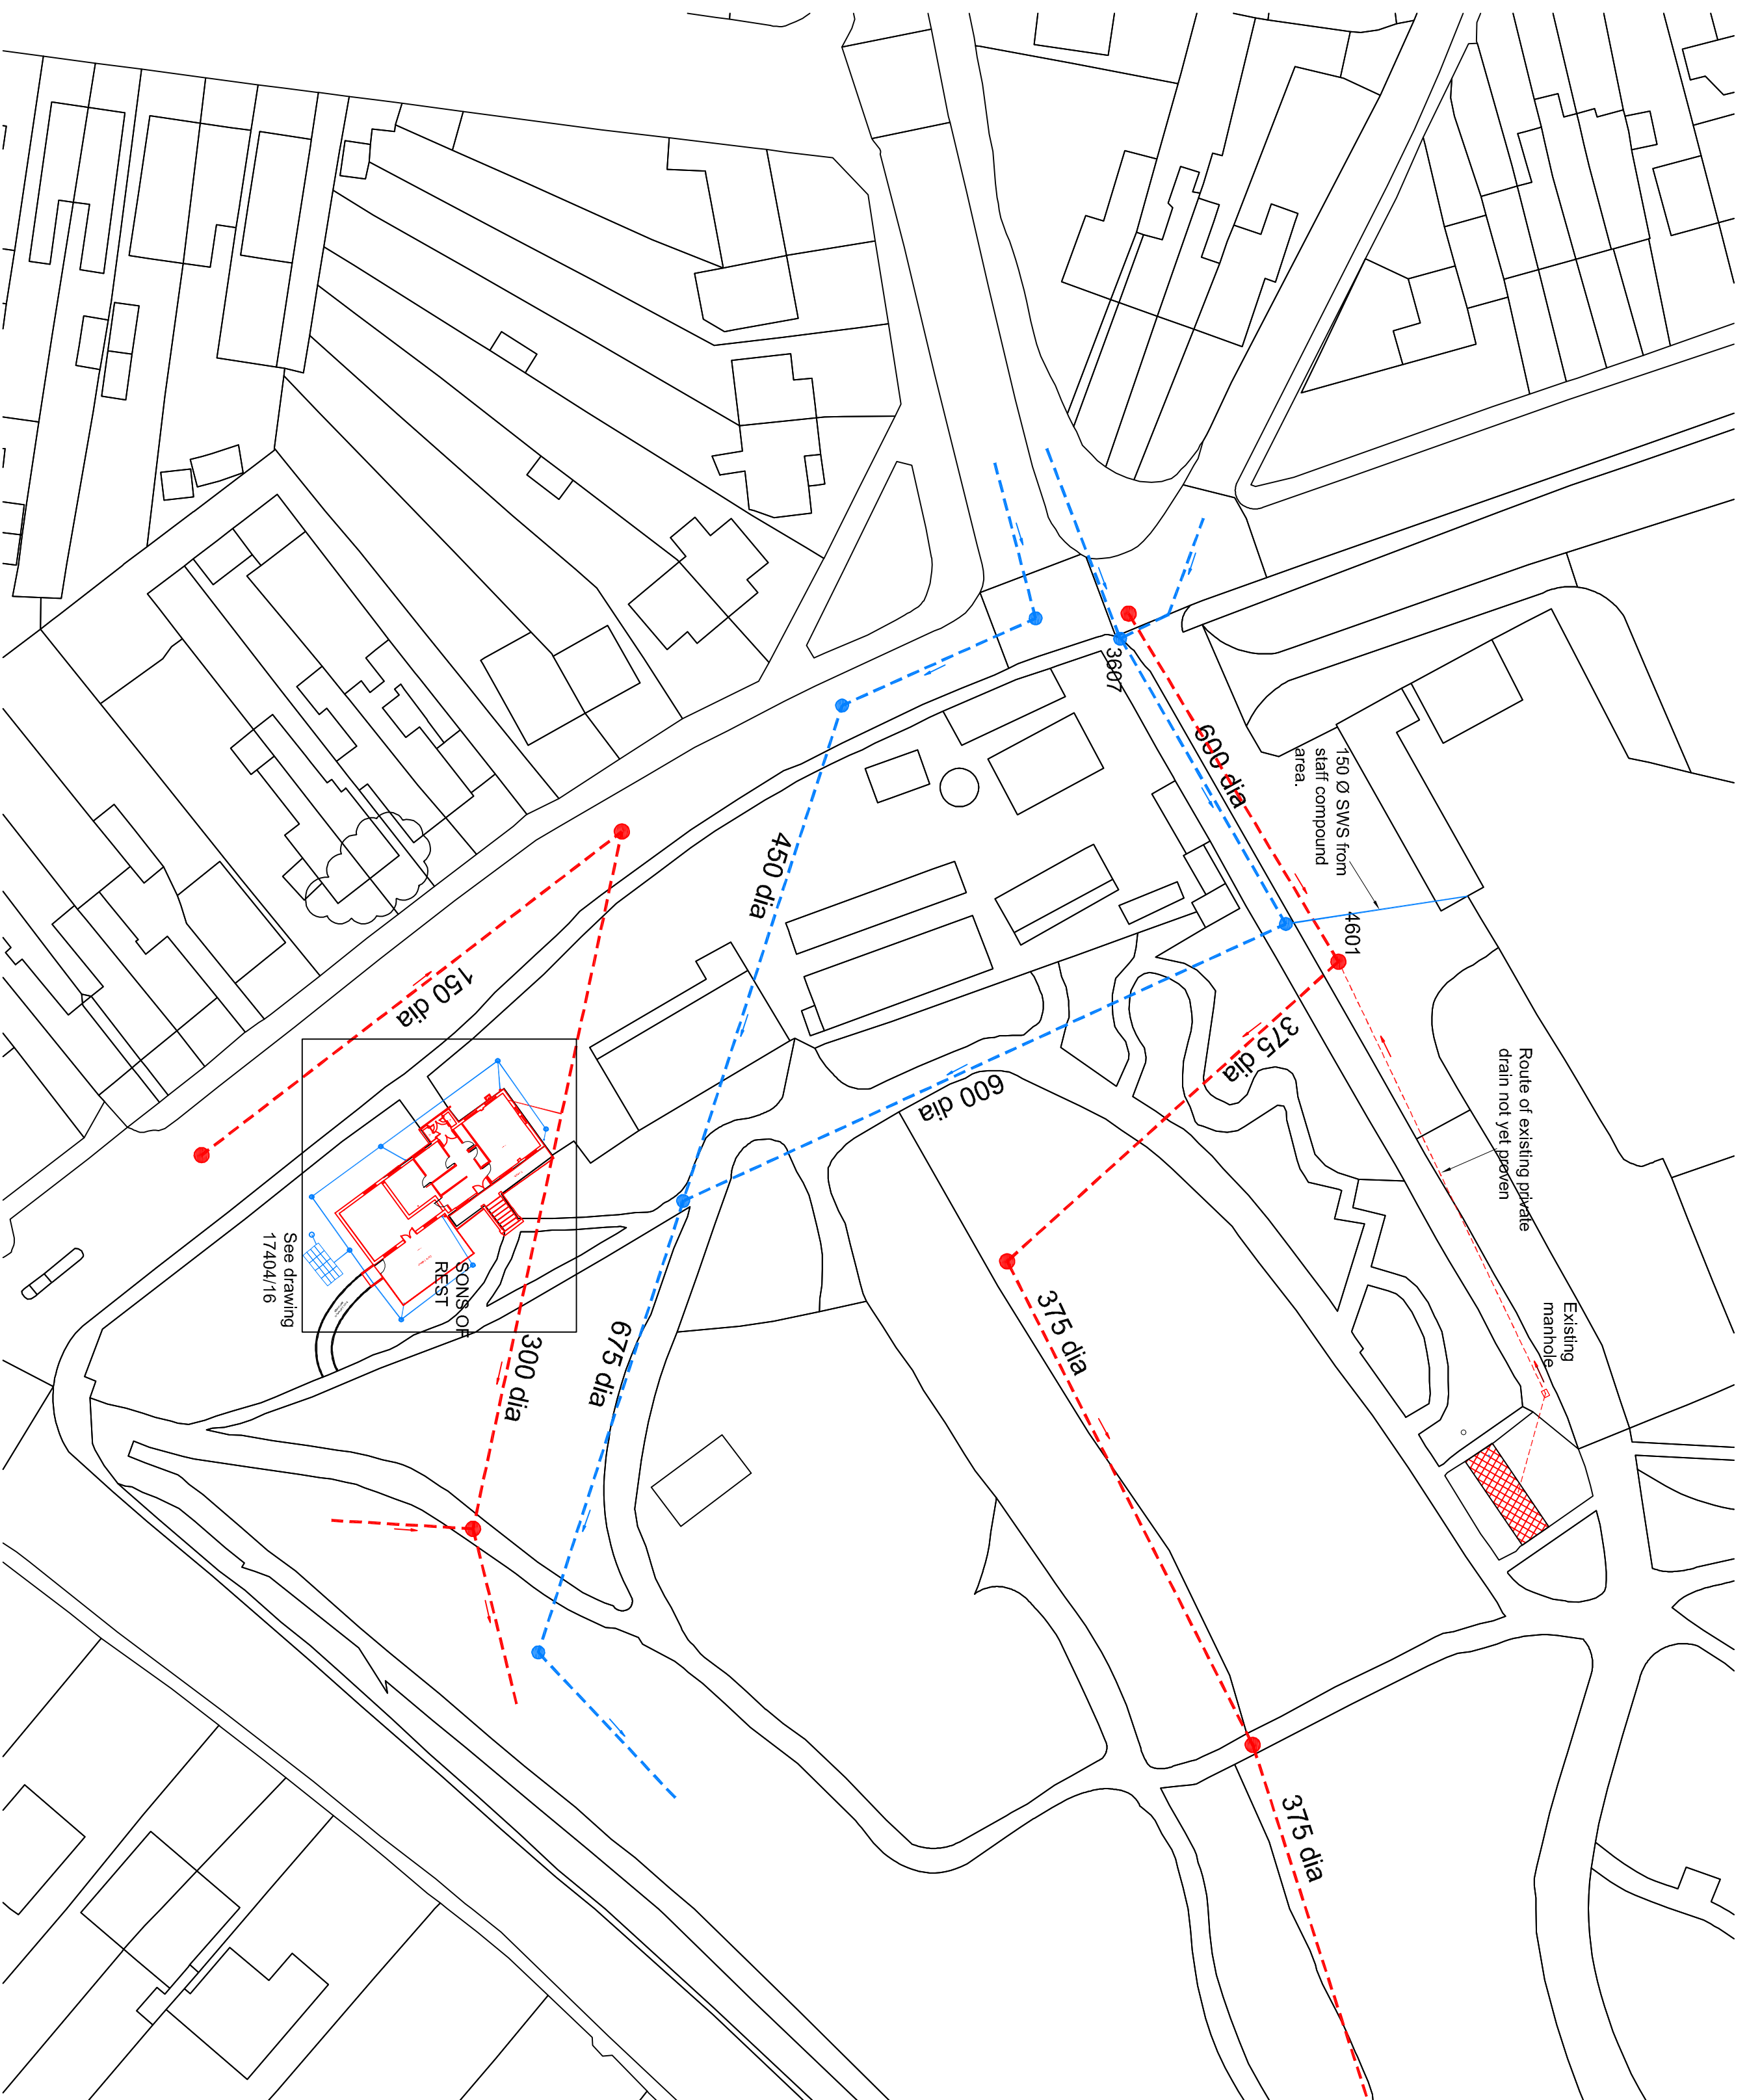 3607
600 dia
150 Ø SWS from
staff compound
area.
4601
450 dia
150 dia
375 dia
600 dia
Route of existing private
drain not yet proven
Existing
manhole
See drawing
17404/16
SONS OF
REST
300 dia
675 dia
375 dia
375 dia